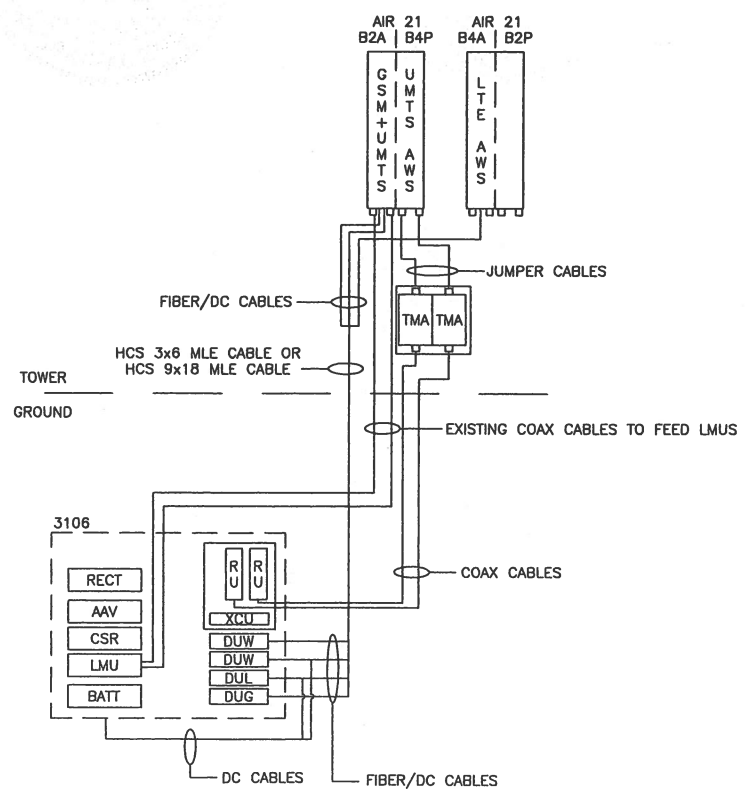 AIR 21
B2A B4P
AIR 21
B4A B2P
GSM+UMTS
UMTS AWS
LTE AWS
JUMPER CABLES
FIBER/DC CABLES
TMA
TMA
HCS 3x6 MLE CABLE OR
HCS 9x18 MLE CABLE
TOWER
GROUND
EXISTING COAX CABLES TO FEED LMUS
3106
RECT
AAV
CSR
LMU
BATT
RU
RU
XCU
DUW
DUW
DUL
DUG
COAX CABLES
DC CABLES
FIBER/DC CABLES